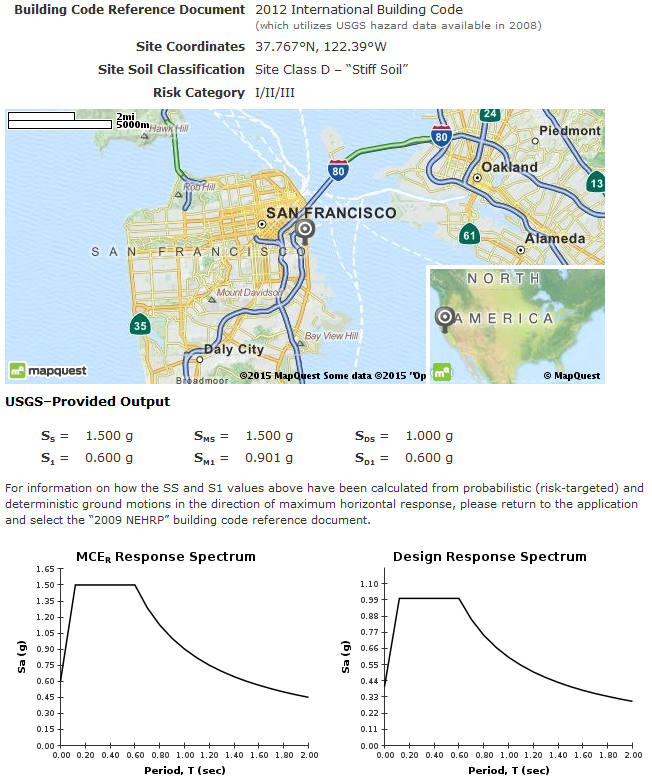 Building Code Reference Document 2012 International Building Code
(which utilizes USGS hazard data available in 2008)
Site Coordinates 37.767°N, 122.39°W
Site Soil Classification Site Class D – “Stiff Soil”
Risk Category I/II/III
2mi
5000m
Hawk Hill
24
80
Piedmont
Oakland
80
13
Nob Hill
SAN FRANCISCO
61
Alameda
SAN FRANCISCO
NORTH
AMERICA
Mount Davidson
35
Bay View Hill
Daly City
mapquest
Broadmoor
©2015 MapQuest Some data ©2015 "Op
m
© MapQuest
USGS–Provided Output
SS = 1.500 g SMS = 1.500 g SDS = 1.000 g
S1 = 0.600 g SM1 = 0.901 g SD1 = 0.600 g
For information on how the SS and S1 values above have been calculated from probabilistic (risk-targeted) and
deterministic ground motions in the direction of maximum horizontal response, please return to the application
and select the “2009 NEHRP” building code reference document.
MCER Response Spectrum
1.65
1.50
1.35
1.20
1.05
0.90
0.75
0.60
0.45
0.30
0.15
0.00
Sa (g)
0.00 0.20 0.40 0.60 0.80 1.00 1.20 1.40 1.60 1.80 2.00
Period, T (sec)
Design Response Spectrum
1.10
0.99
0.88
0.77
0.66
0.55
0.44
0.33
0.22
0.11
0.00
Sa (g)
0.00 0.20 0.40 0.60 0.80 1.00 1.20 1.40 1.60 1.80 2.00
Period, T (sec)